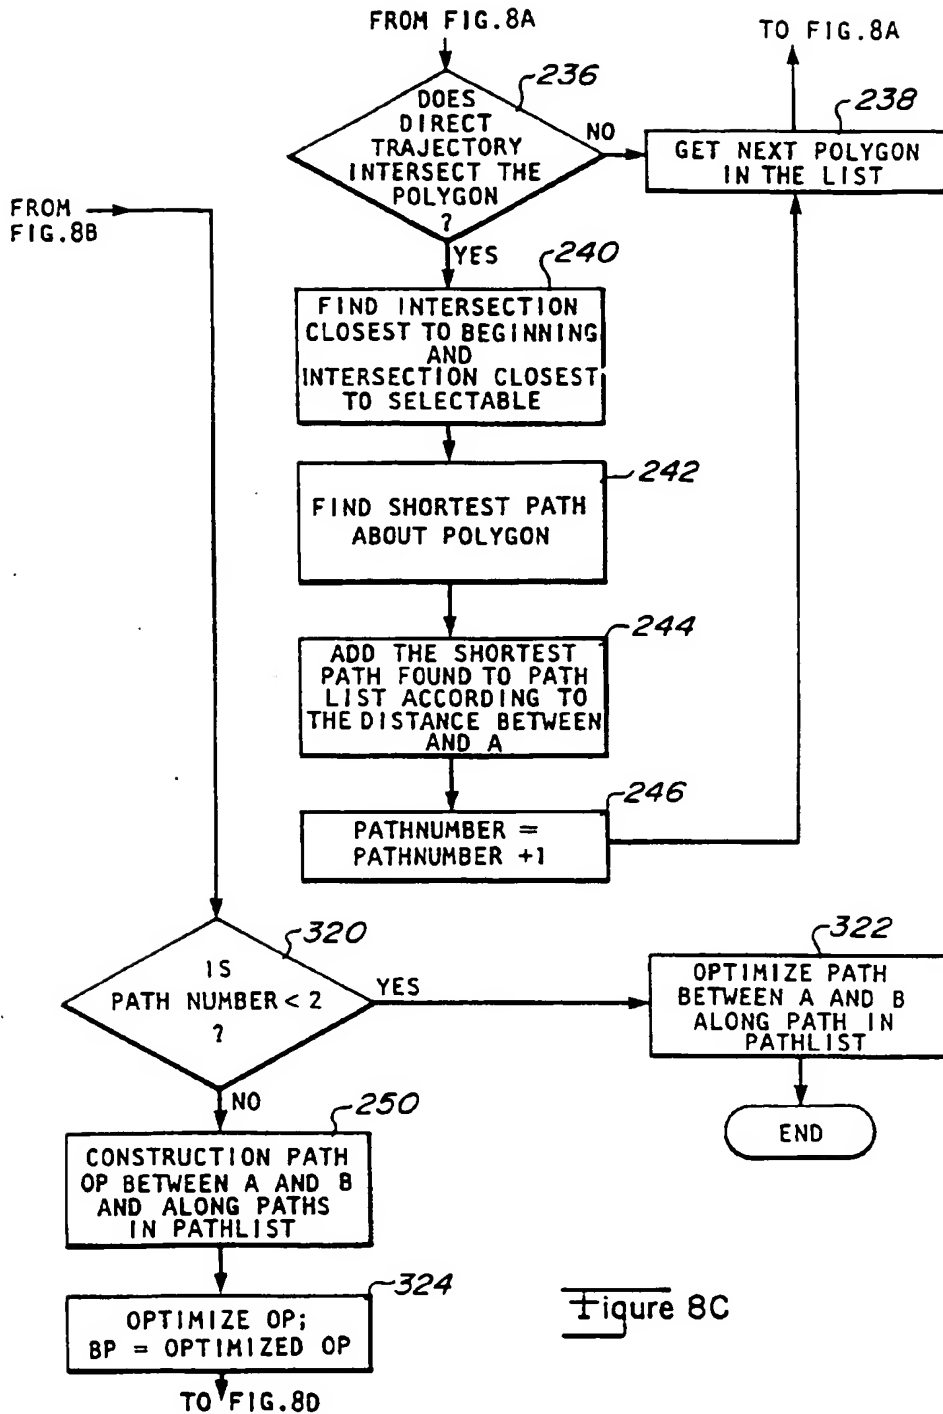 FROM FIG.8A
TO FIG.8A
236
DOES
DIRECT
TRAJECTORY
INTERSECT THE
POLYGON
?
NO
238
GET NEXT POLYGON
IN THE LIST
FROM
FIG.8B
YES
240
FIND INTERSECTION
CLOSEST TO BEGINNING
AND
INTERSECTION CLOSEST
TO SELECTABLE
242
FIND SHORTEST PATH
ABOUT POLYGON
244
ADD THE SHORTEST
PATH FOUND TO PATH
LIST ACCORDING TO
THE DISTANCE BETWEEN
AND A
246
PATHNUMBER =
PATHNUMBER +1
320
IS
PATH NUMBER < 2
?
YES
322
OPTIMIZE PATH
BETWEEN A AND B
ALONG PATH IN
PATHLIST
END
NO
250
CONSTRUCTION PATH
OP BETWEEN A AND B
AND ALONG PATHS
IN PATHLIST
324
OPTIMIZE OP;
BP = OPTIMIZED OP
TO FIG.8D
Figure 8C